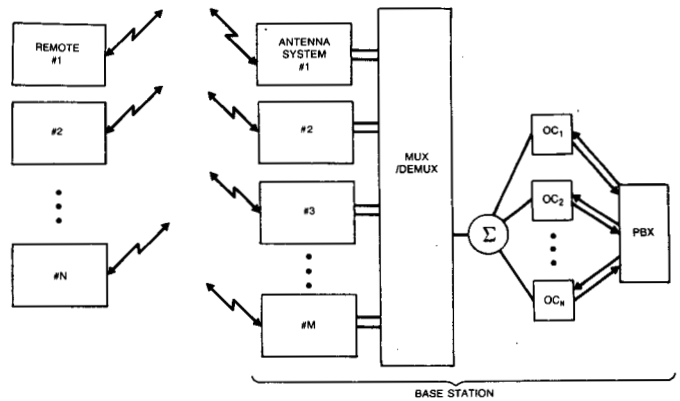 REMOTE
#1
#2
#N
ANTENNA
SYSTEM
#1
#2
#3
#M
MUX
/DEMUX
Σ
OC₁
OC₂
OCN
PBX
BASE STATION